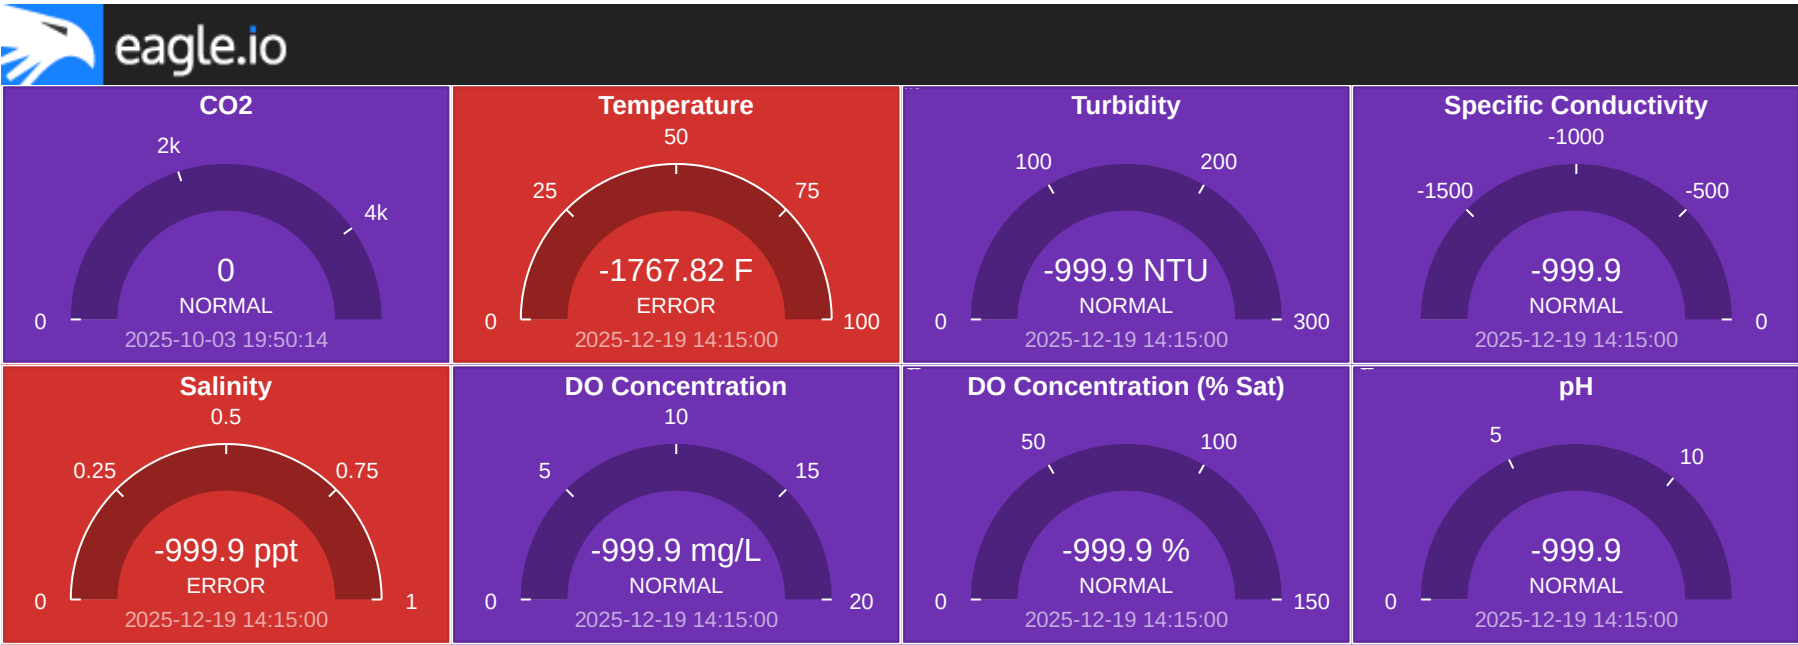 eagle.io
CO2
2k
4k
0
NORMAL
0
2025-10-03 19:50:14
Temperature
50
25
75
-1767.82 F
ERROR
0
100
2025-12-19 14:15:00
Turbidity
100
200
-999.9 NTU
NORMAL
0
300
2025-12-19 14:15:00
Specific Conductivity
-1000
-1500
-500
-999.9
NORMAL
0
2025-12-19 14:15:00
Salinity
0.5
0.25
0.75
-999.9 ppt
ERROR
0
1
2025-12-19 14:15:00
DO Concentration
10
5
15
-999.9 mg/L
NORMAL
0
20
2025-12-19 14:15:00
DO Concentration (% Sat)
50
100
-999.9 %
NORMAL
0
150
2025-12-19 14:15:00
pH
5
10
-999.9
NORMAL
0
2025-12-19 14:15:00